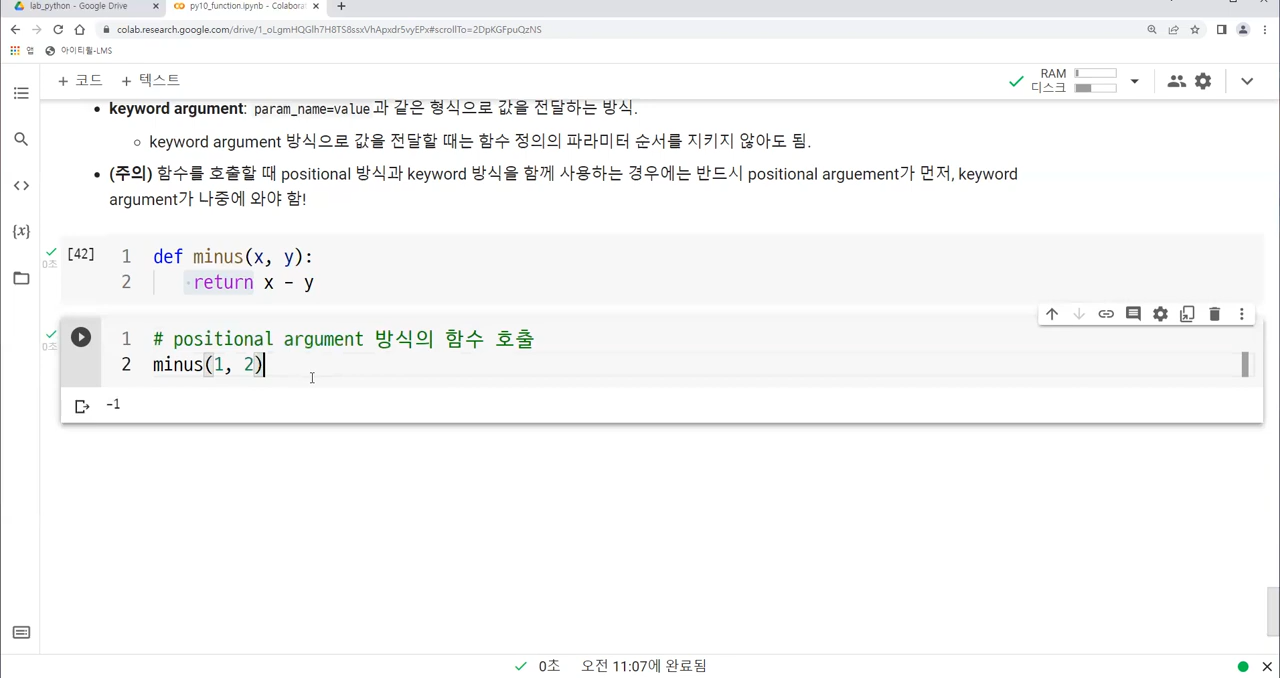 lab_python - Google Drive
py10_function.ipynb - Colabora
colab.research.google.com/drive/1_oLgmHQGlh7H8TS8ssxVhApxdr5vyEPx#scrollTo=2DpKGFpuQzNS
앱 아이티윌-LMS
+ 코드 + 텍스트
RAM
디스크
• keyword argument: param_name=value과 같은 형식으로 값을 전달하는 방식.
○ keyword argument 방식으로 값을 전달할 때는 함수 정의의 파라미터 순서를 지키지 않아도 됨.
• (주의) 함수를 호출할 때 positional 방식과 keyword 방식을 함께 사용하는 경우에는 반드시 positional arguement가 먼저, keyword
argument가 나중에 와야 함!
0초
[42]
1 def minus(x, y):
2 return x - y
0초
1 # positional argument 방식의 함수 호출
2 minus(1, 2)
-1
0초 오전 11:07에 완료됨